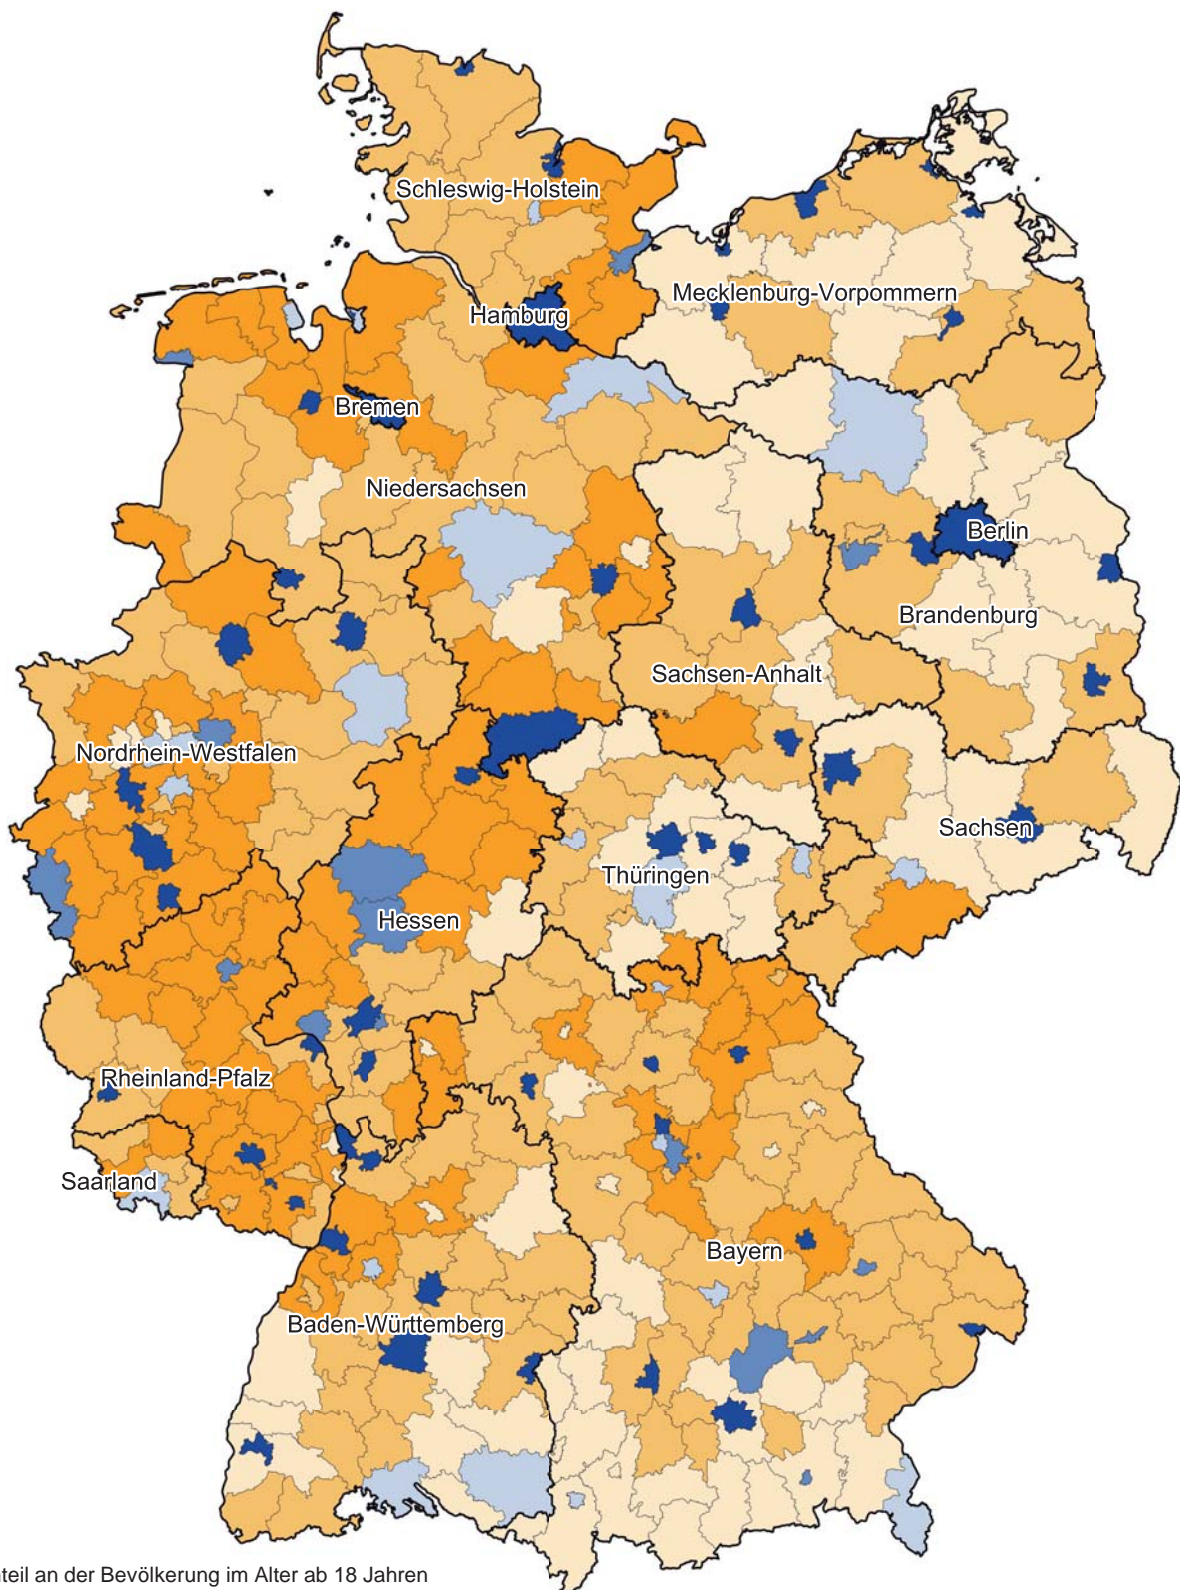 Schleswig-Holstein
Mecklenburg-Vorpommern
Hamburg
Bremen
Niedersachsen
Berlin
Brandenburg
Sachsen-Anhalt
Nordrhein-Westfalen
Sachsen
Thüringen
Hessen
Rheinland-Pfalz
Saarland
Bayern
Baden-Württemberg
an der Bevölkerung im Alter ab 18 Jahren